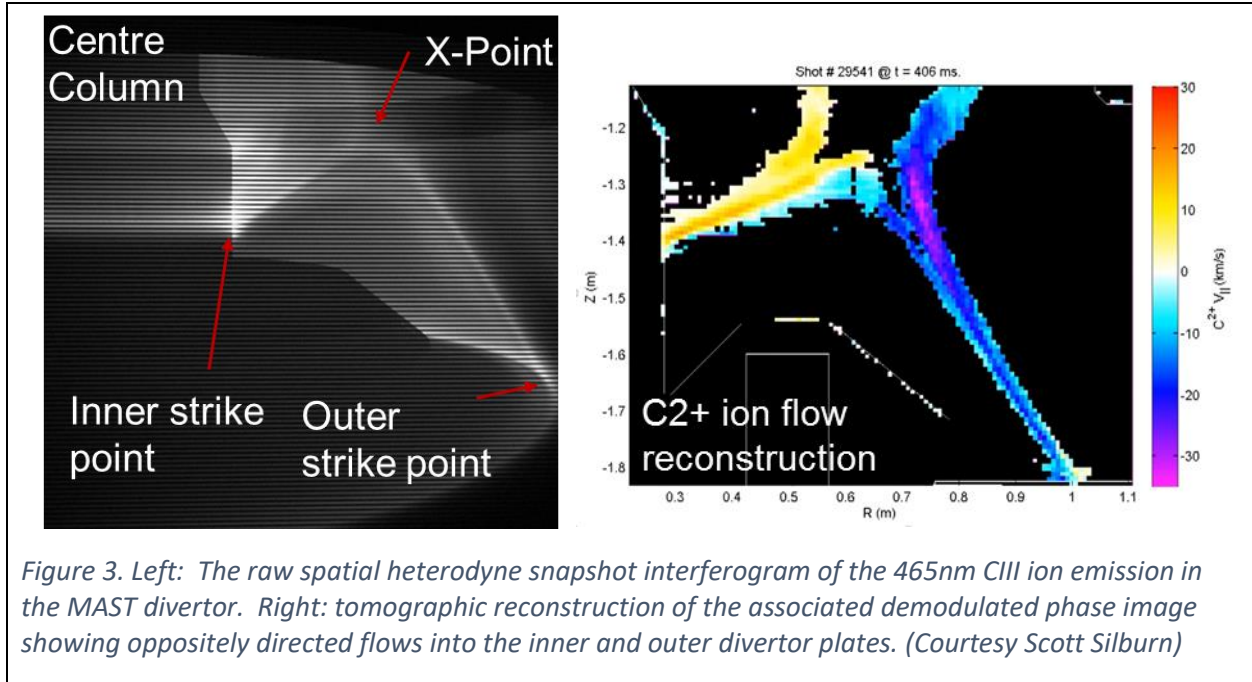 Centre
Column
X-Point
Inner strike
point
Outer
strike point
Shot # 29541 @ t = 406 ms.
-1.2
-1.3
-1.4
-1.5
-1.6
-1.7
-1.8
Z (m)
C2+ ion flow
reconstruction
0.3 0.4 0.5 0.6 0.7 0.8 0.9 1 1.1
R (m)
30
20
10
0
-10
-20
-30
C²⁺ V|| (km/s)
Figure 3. Left: The raw spatial heterodyne snapshot interferogram of the 465nm CIII ion emission in
the MAST divertor. Right: tomographic reconstruction of the associated demodulated phase image
showing oppositely directed flows into the inner and outer divertor plates. (Courtesy Scott Silburn)